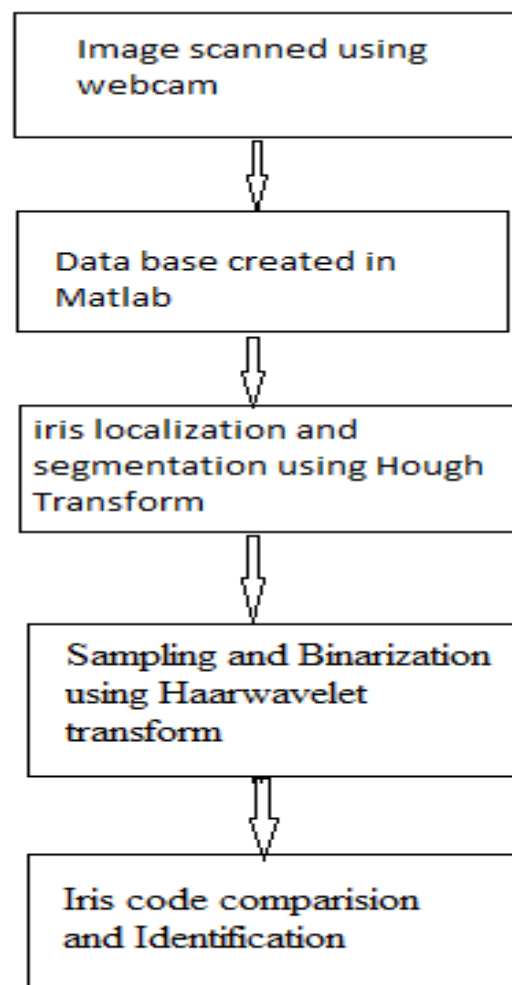 Image scanned using
webcam
Data base created in
Matlab
iris localization and
segmentation using Hough
Transform
Sampling and Binarization
using Haarwavelet
transform
Iris code comparision
and Identification